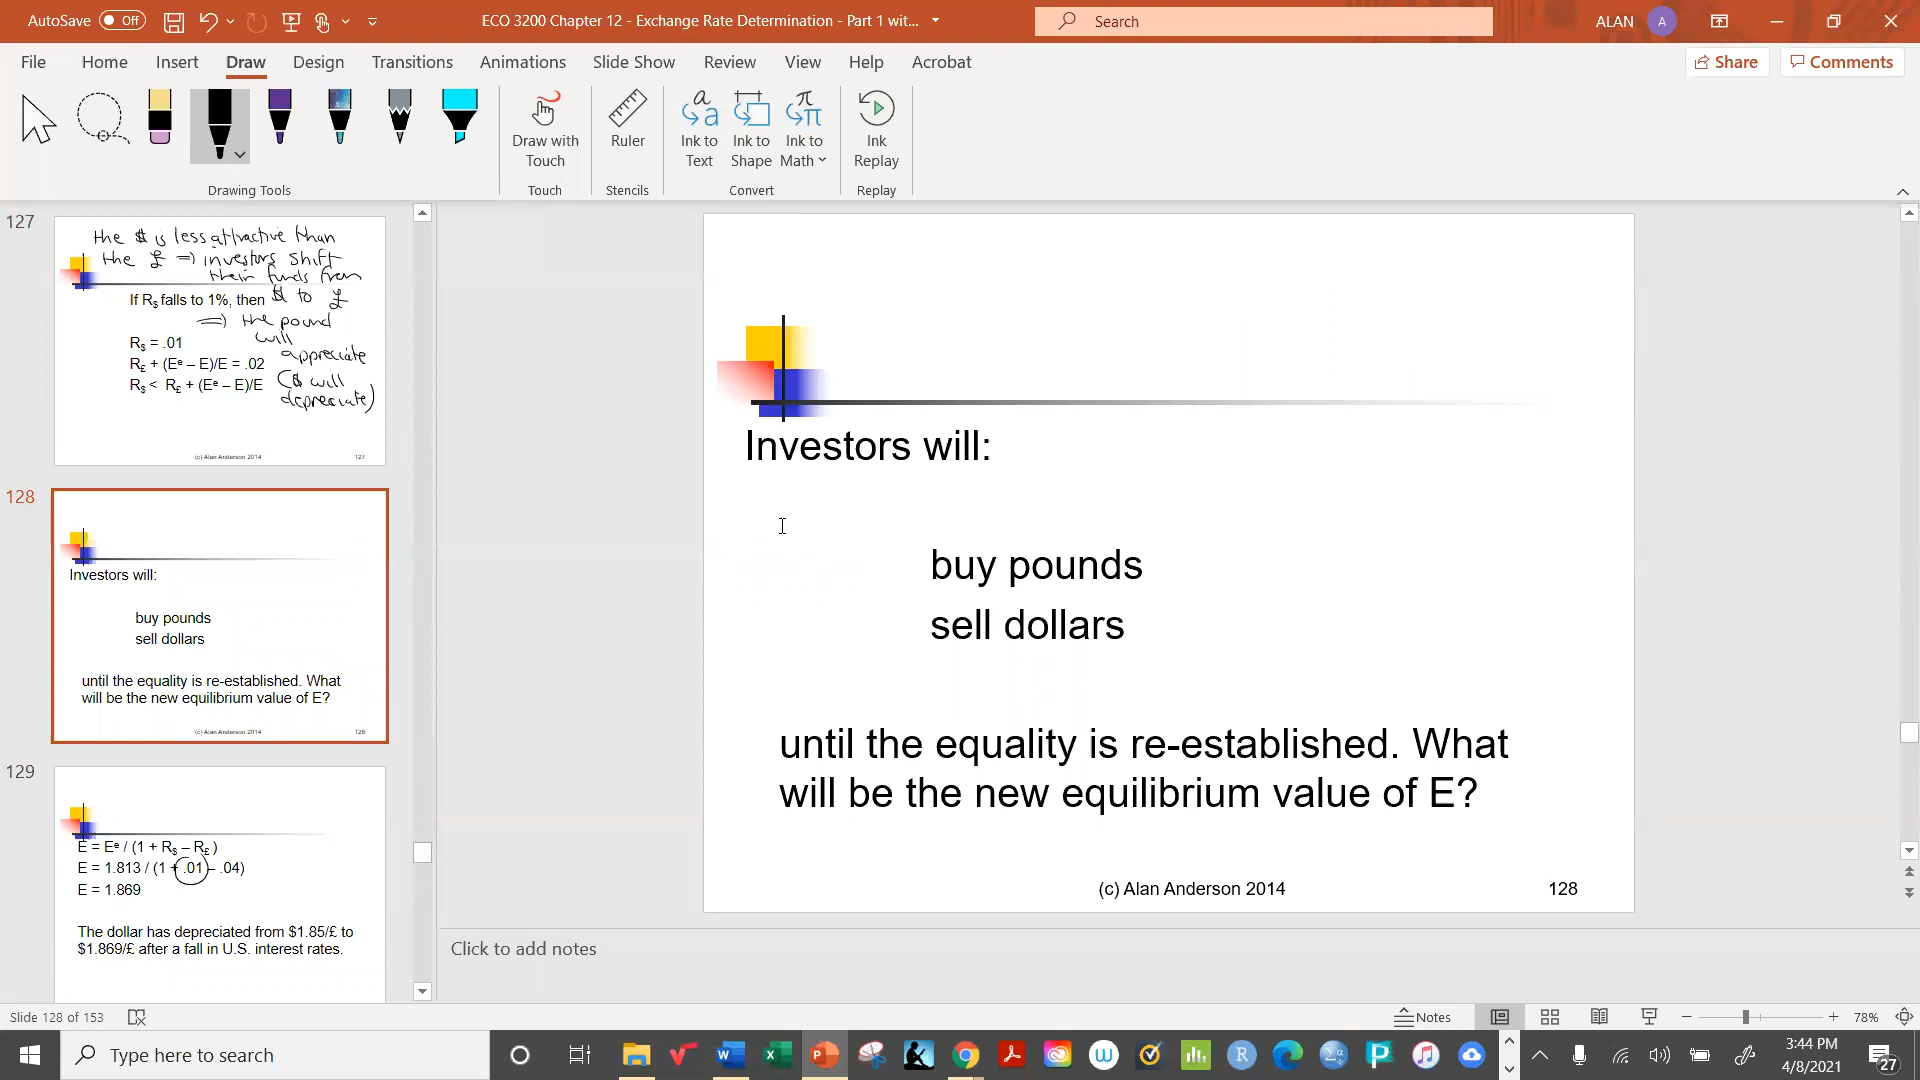 AutoSave Off
ECO 3200 Chapter 12 - Exchange Rate Determination - Part 1 wit...
Search
ALAN A
File Home Insert Draw Design Transitions Animations Slide Show Review View Help Acrobat
Share Comments
Draw with Touch
Ruler
Ink to Text
Ink to Shape
Ink to Math
Ink Replay
Drawing Tools
Touch
Stencils
Convert
Replay
127
the $ is less attractive than
the £ => investors shift
their funds from
$ to £
=> the pound
will
appreciate
($ will
depreciate)
If R$ falls to 1%, then
R$ = .01
R£ + (Eᵉ – E)/E = .02
R$ < R£ + (Eᵉ – E)/E
(c) Alan Anderson 2014
127
128
Investors will:
buy pounds
sell dollars
until the equality is re-established. What
will be the new equilibrium value of E?
(c) Alan Anderson 2014
128
129
E = Eᵉ / (1 + R$ – R£ )
E = 1.813 / (1 + .01 – .04)
E = 1.869
The dollar has depreciated from $1.85/£ to
$1.869/£ after a fall in U.S. interest rates.
Investors will:
buy pounds
sell dollars
until the equality is re-established. What
will be the new equilibrium value of E?
(c) Alan Anderson 2014
128
Click to add notes
Slide 128 of 153
Notes
78%
Type here to search
3:44 PM
4/8/2021
27